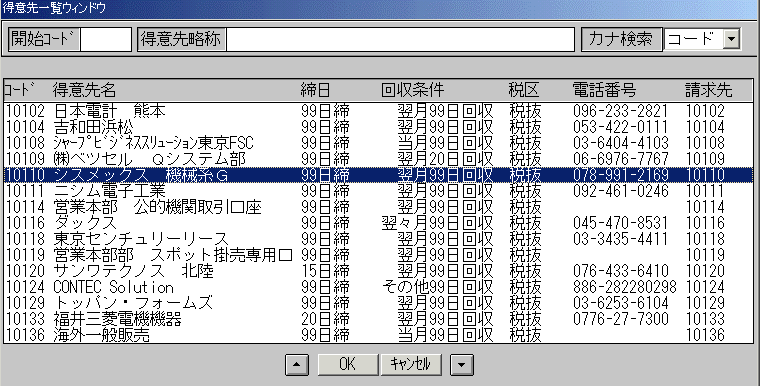 得意先一覧ウィンドウ
開始ｺｰﾄﾞ 得意先略称 カナ検索 コード
ｺｰﾄﾞ 得意先名 締日 回収条件 税区 電話番号 請求先
10102 日本電計 熊本 99日締 翌月99日回収 税抜 096-233-2821 10102
10104 吉和田浜松 99日締 翌月99日回収 税抜 053-422-0111 10104
10108 ｼｬｰﾌﾟﾋﾞｼﾞﾈｽｿﾘｭｰｼｮﾝ東京FSC 99日締 当月99日回収 税抜 03-6404-4103 10108
10109 ㈱ベツセル Ｑシステム部 99日締 翌月20日回収 税抜 06-6976-7767 10109
10110 シスメックス 機械系Ｇ 99日締 翌月99日回収 税抜 078-991-2169 10110
10111 ニシム電子工業 99日締 翌月99日回収 税抜 092-461-0246 10111
10114 営業本部 公的機関取引口座 99日締 翌月99日回収 税抜 10114
10116 ダックス 99日締 翌々月99日回収 税抜 045-470-8531 10116
10118 東京センチュリーリース 99日締 翌月99日回収 税抜 03-3435-4411 10118
10119 営業本部部 スポット掛売専用口 99日締 翌月99日回収 税抜 10119
10120 サンワテクノス 北陸 15日締 翌月99日回収 税抜 076-433-6410 10120
10124 CONTEC Solution 99日締 その他99日回収 税抜 886-282280298 10124
10129 トッパン・フォームズ 99日締 翌月99日回収 税抜 03-6253-6104 10129
10133 福井三菱電機機器 20日締 翌月99日回収 税抜 0776-27-7300 10133
10136 海外一般販売 99日締 当月99日回収 税抜 10136
OK ｷｬﾝｾﾙ